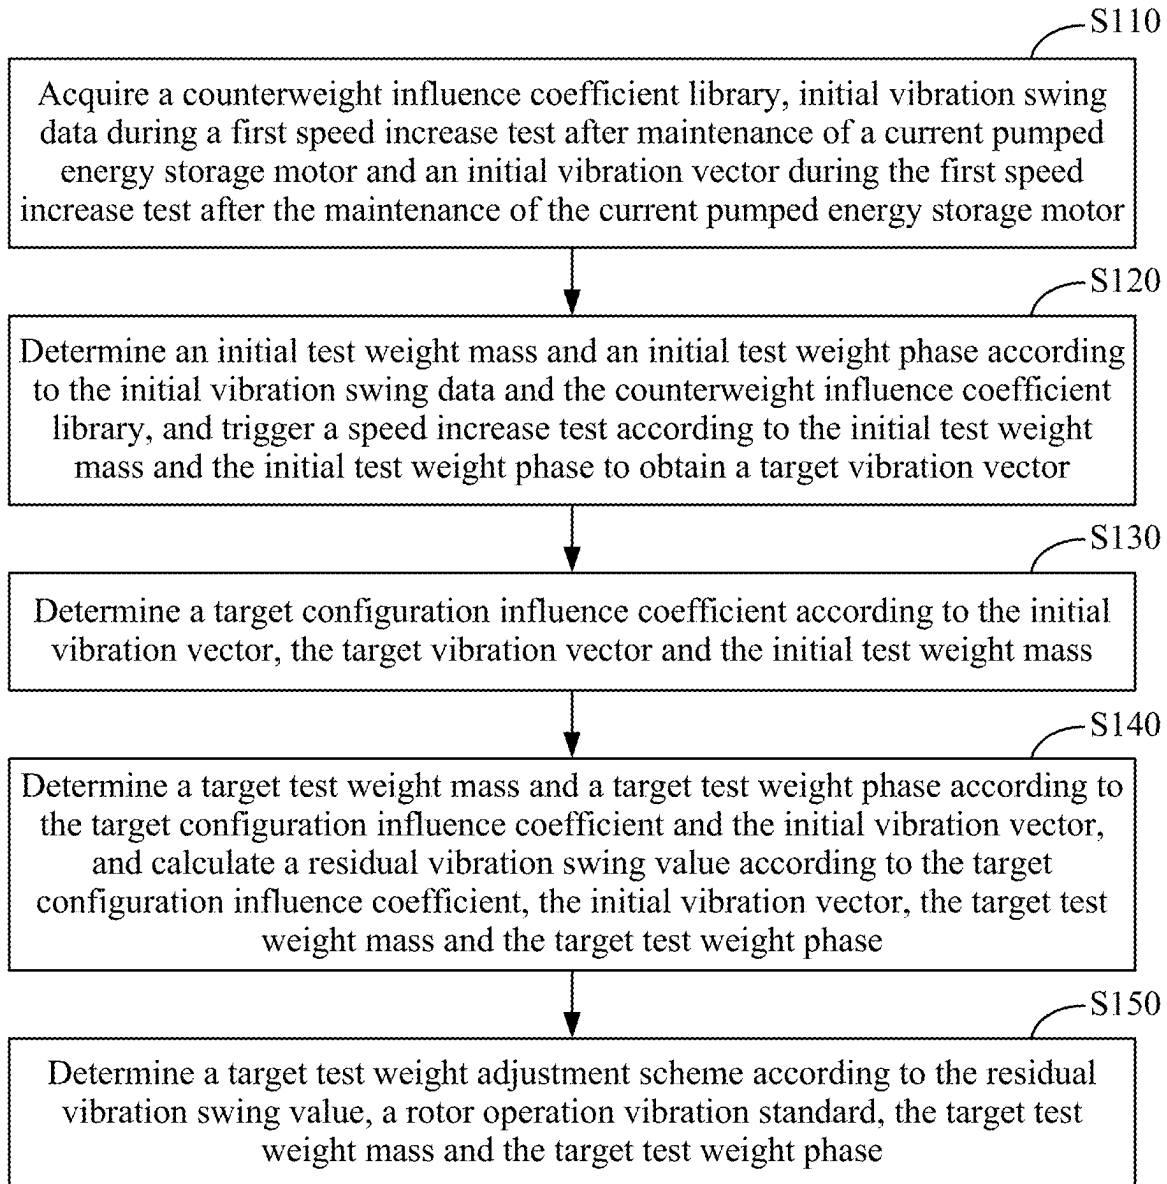 S110
Acquire a counterweight influence coefficient library, initial vibration swing
data during a first speed increase test after maintenance of a current pumped
energy storage motor and an initial vibration vector during the first speed
increase test after the maintenance of the current pumped energy storage motor
S120
Determine an initial test weight mass and an initial test weight phase according
to the initial vibration swing data and the counterweight influence coefficient
library, and trigger a speed increase test according to the initial test weight
mass and the initial test weight phase to obtain a target vibration vector
S130
Determine a target configuration influence coefficient according to the initial
vibration vector, the target vibration vector and the initial test weight mass
S140
Determine a target test weight mass and a target test weight phase according to
the target configuration influence coefficient and the initial vibration vector,
and calculate a residual vibration swing value according to the target
configuration influence coefficient, the initial vibration vector, the target test
weight mass and the target test weight phase
S150
Determine a target test weight adjustment scheme according to the residual
vibration swing value, a rotor operation vibration standard, the target test
weight mass and the target test weight phase